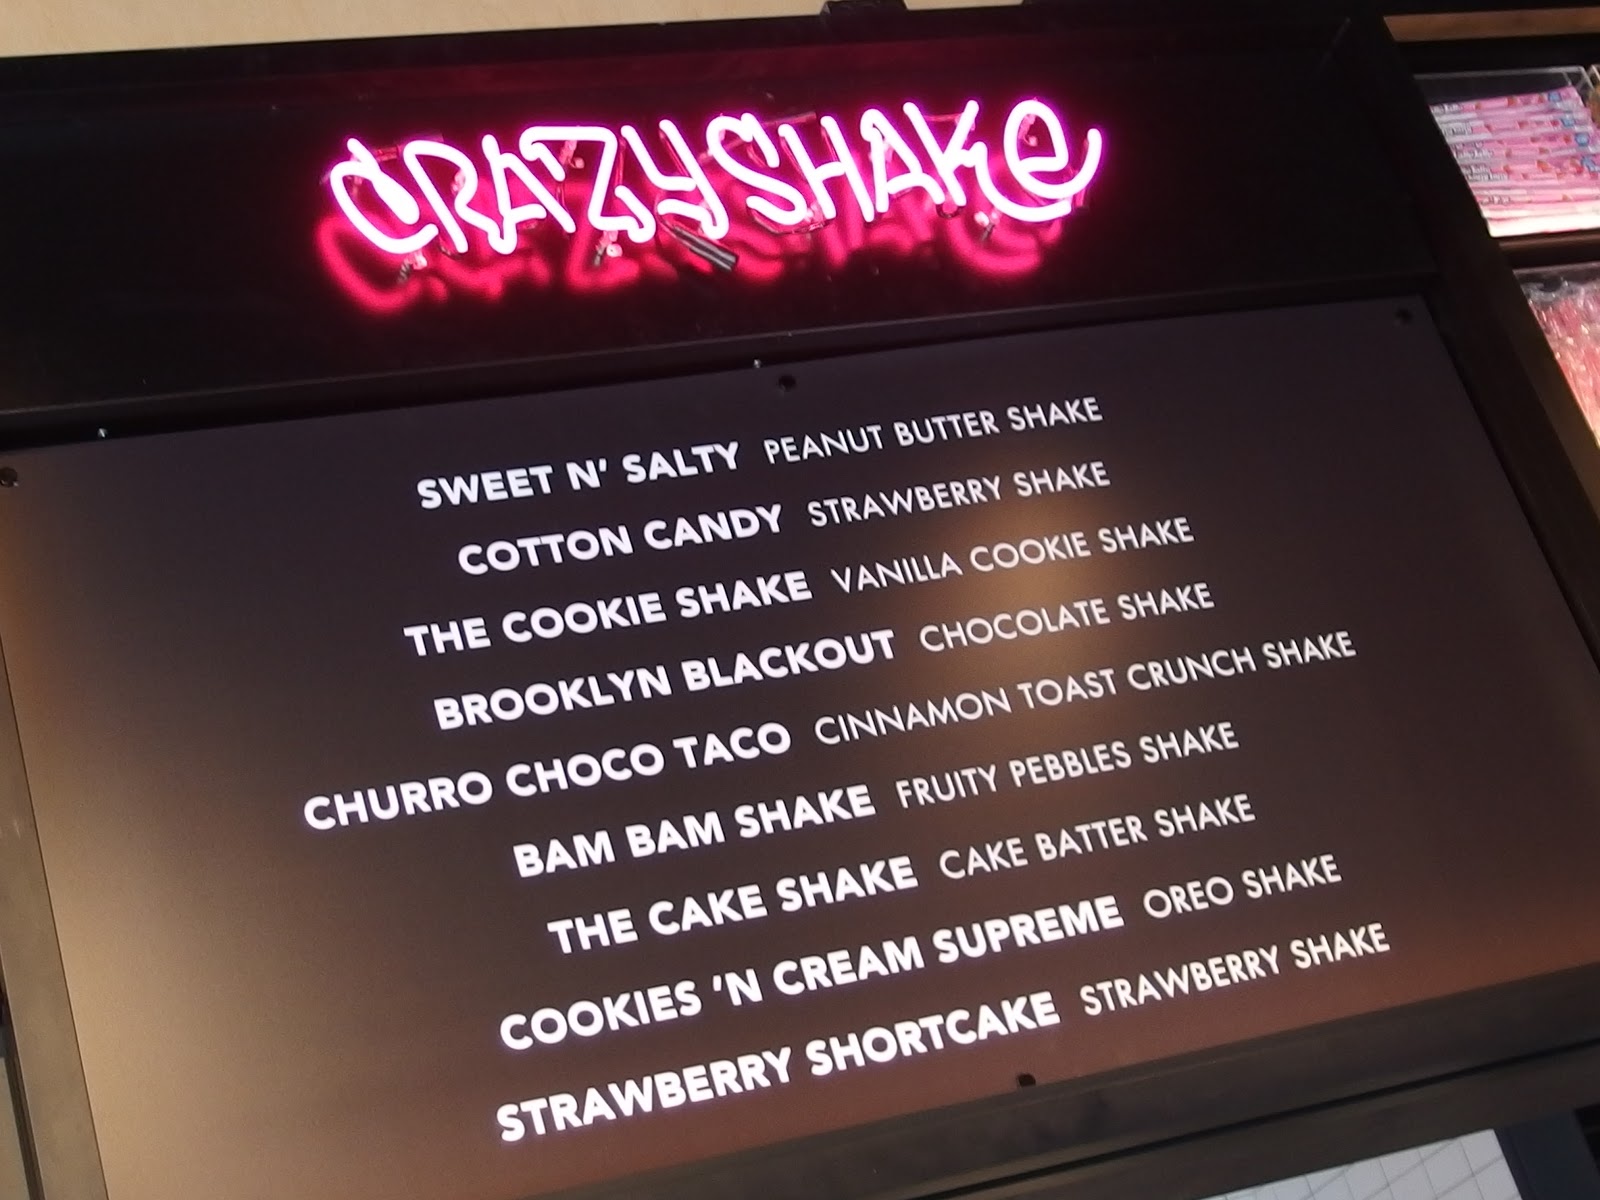 CRAZYSHAKE
SWEET N' SALTY PEANUT BUTTER SHAKE
COTTON CANDY STRAWBERRY SHAKE
THE COOKIE SHAKE VANILLA COOKIE SHAKE
BROOKLYN BLACKOUT CHOCOLATE SHAKE
CHURRO CHOCO TACO CINNAMON TOAST CRUNCH SHAKE
BAM BAM SHAKE FRUITY PEBBLES SHAKE
THE CAKE SHAKE CAKE BATTER SHAKE
COOKIES 'N CREAM SUPREME OREO SHAKE
STRAWBERRY SHORTCAKE STRAWBERRY SHAKE